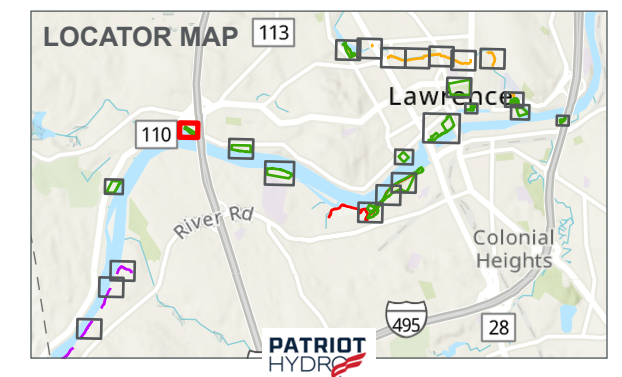 LOCATOR MAP
113
Lawrence
110
River Rd
Colonial
Heights
495
28
PATRIOT
HYDRO